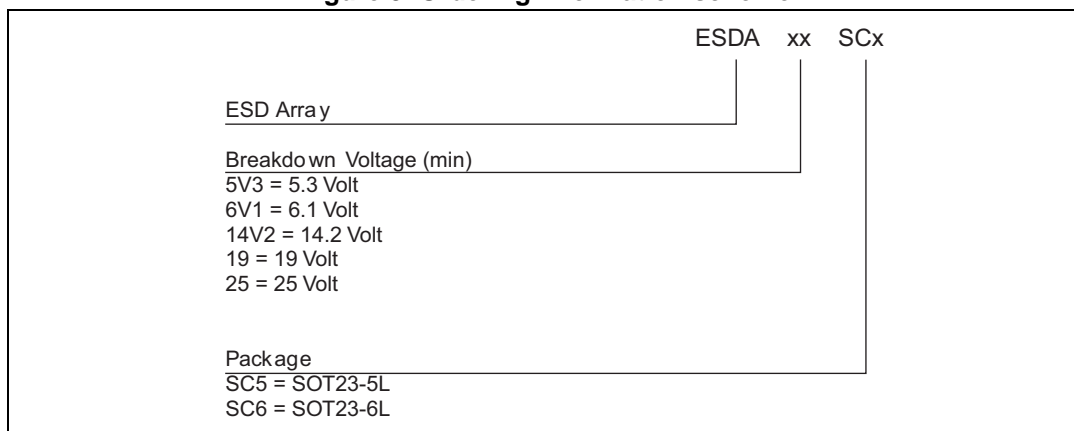 ESDA xx SCx
ESD Array
Breakdown Voltage (min)
5V3 = 5.3 Volt
6V1 = 6.1 Volt
14V2 = 14.2 Volt
19 = 19 Volt
25 = 25 Volt
Package
SC5 = SOT23-5L
SC6 = SOT23-6L